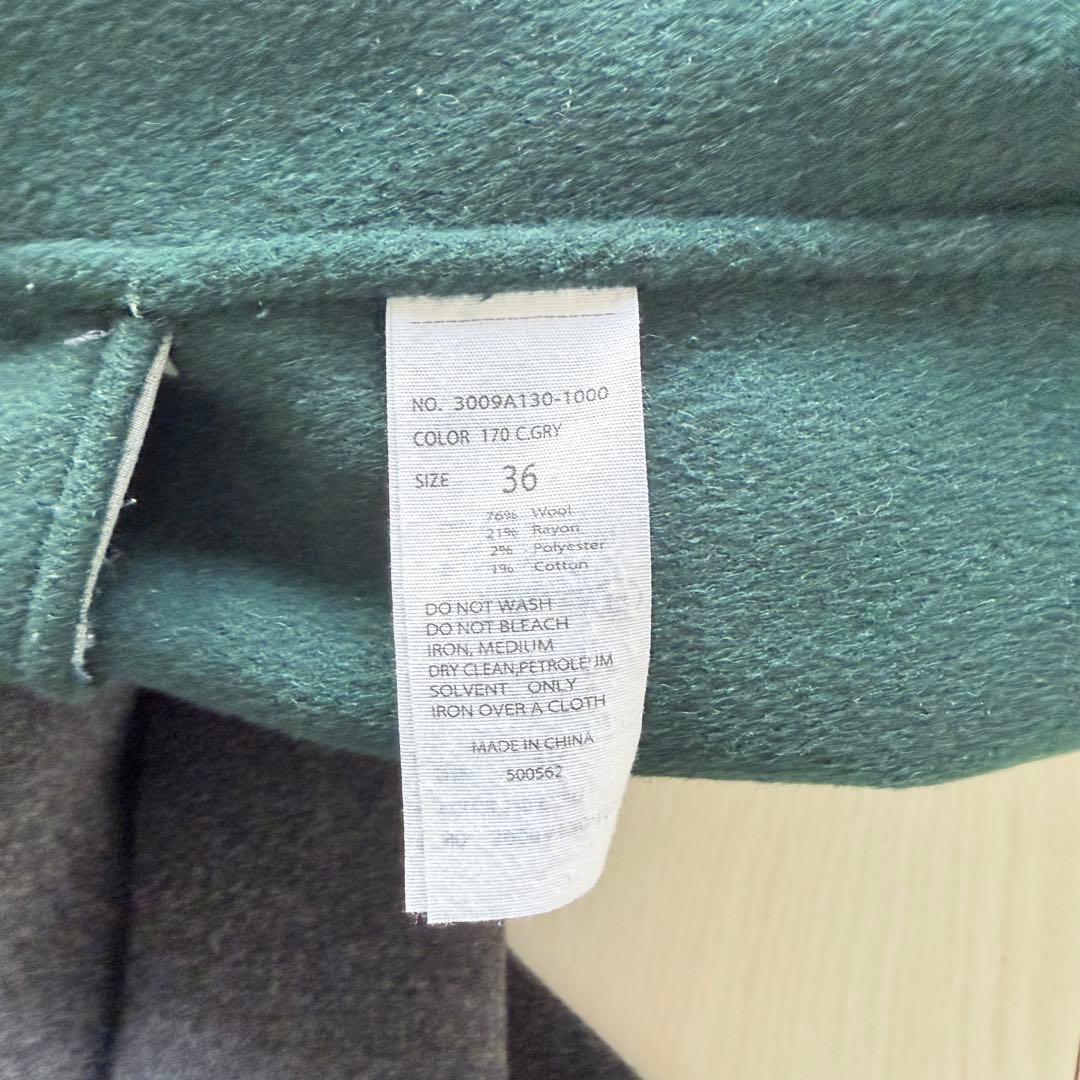 NO. 3009A130-1000
COLOR 170 C.GRY
SIZE 36
76% Wool
21% Rayon
2% Polyester
1% Cotton
DO NOT WASH
DO NOT BLEACH
IRON, MEDIUM
DRY CLEAN,PETROLEUM
SOLVENT ONLY
IRON OVER A CLOTH
MADE IN CHINA
500562